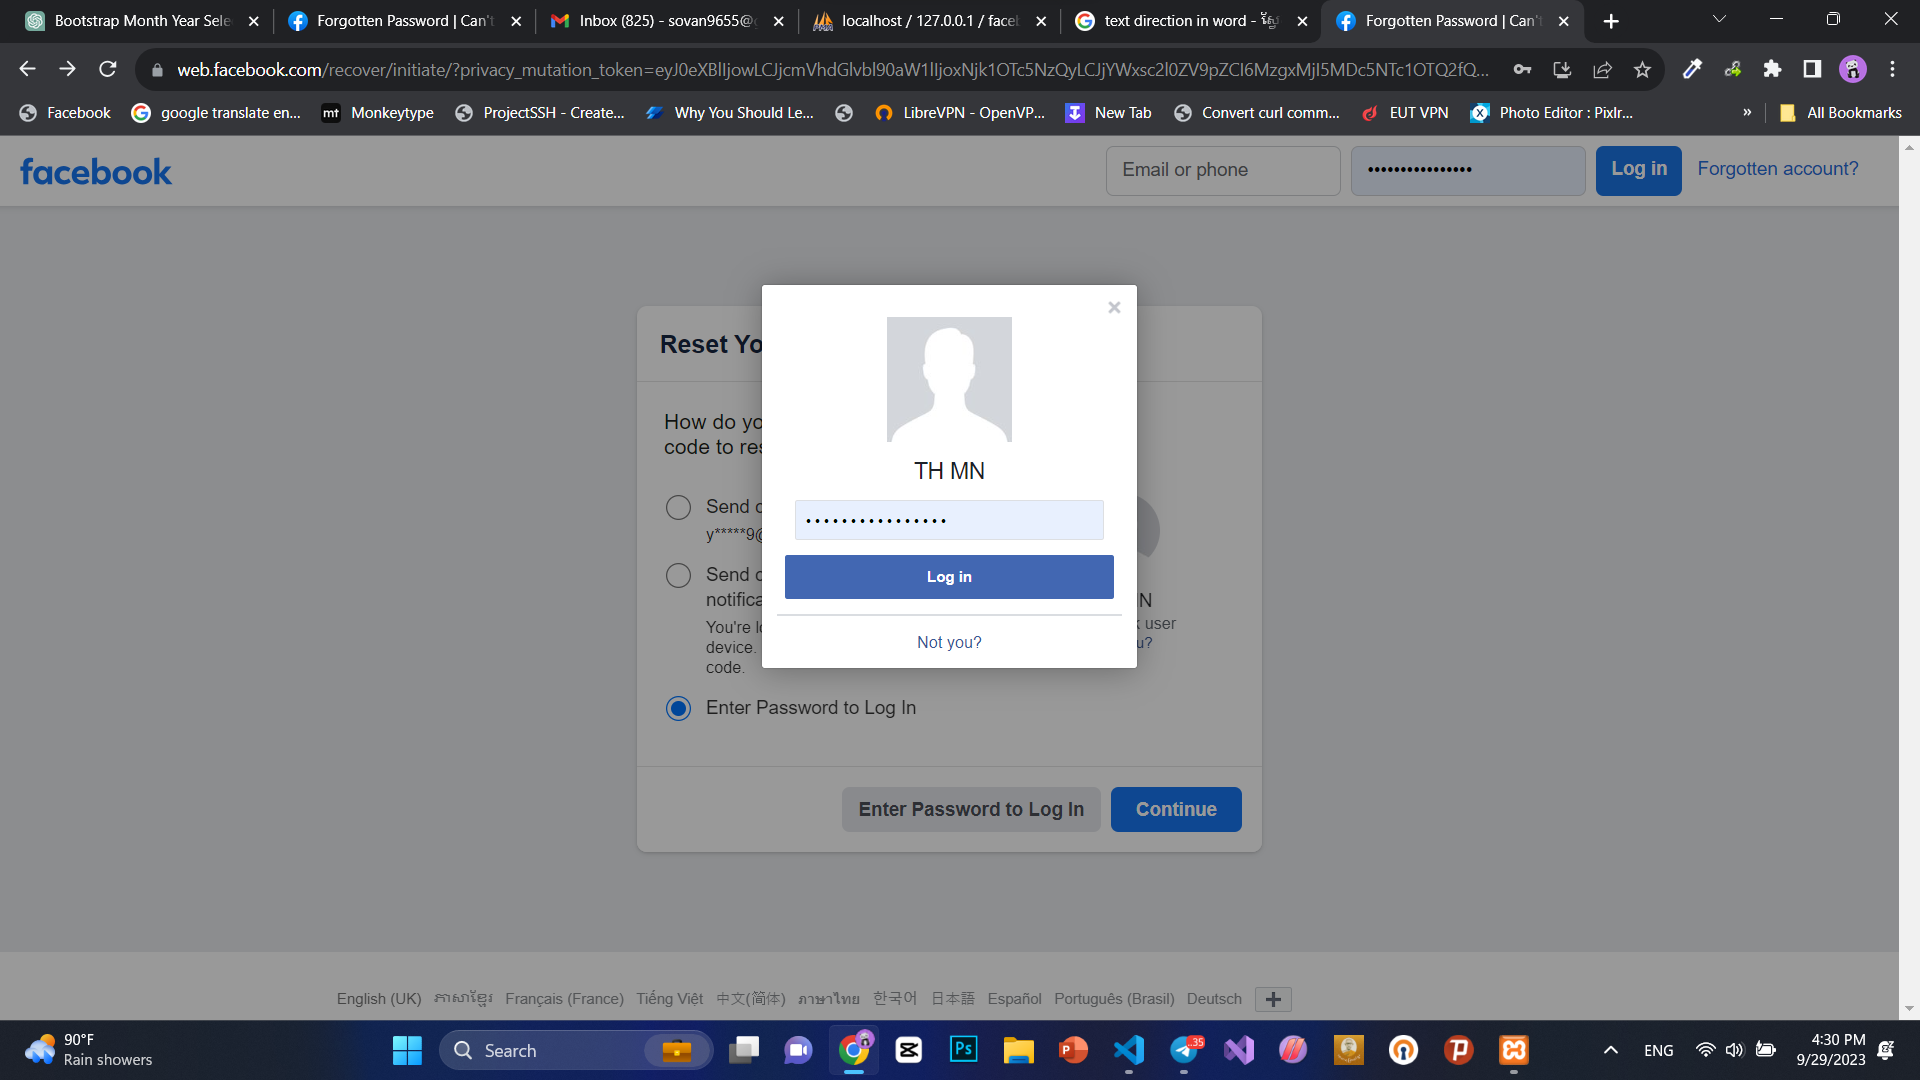 Bootstrap Month Year Sele
Forgotten Password | Can't
Inbox (825) - sovan9655@g
localhost / 127.0.0.1 / faceb
text direction in word -
Forgotten Password | Can't
web.facebook.com/recover/initiate/?privacy_mutation_token=
Facebook
google translate en...
mt
Monkeytype
ProjectSSH - Create...
Why You Should Le...
LibreVPN - OpenVP...
New Tab
Convert curl comm...
EUT VPN
Photo Editor : Pixlr...
»
All Bookmarks
facebook
Email or phone
••••••••••••••••
Log in
Forgotten account?
Reset Yo
How do yo
code to res
Send c
y*****9@
Send c
notifica
You're lo
device.
code.
Enter Password to Log In
TH MN
••••••••••••••••
Log in
Not you?
N
user
u?
Enter Password to Log In
Continue
English (UK) ភាសាខ្មែរ Français (France) Tiếng Việt 中文(简体) ภาษาไทย 한국어 日本語 Español Português (Brasil) Deutsch
90°F
Rain showers
Search
Ps
P
.35
ENG
4:30 PM
9/29/2023